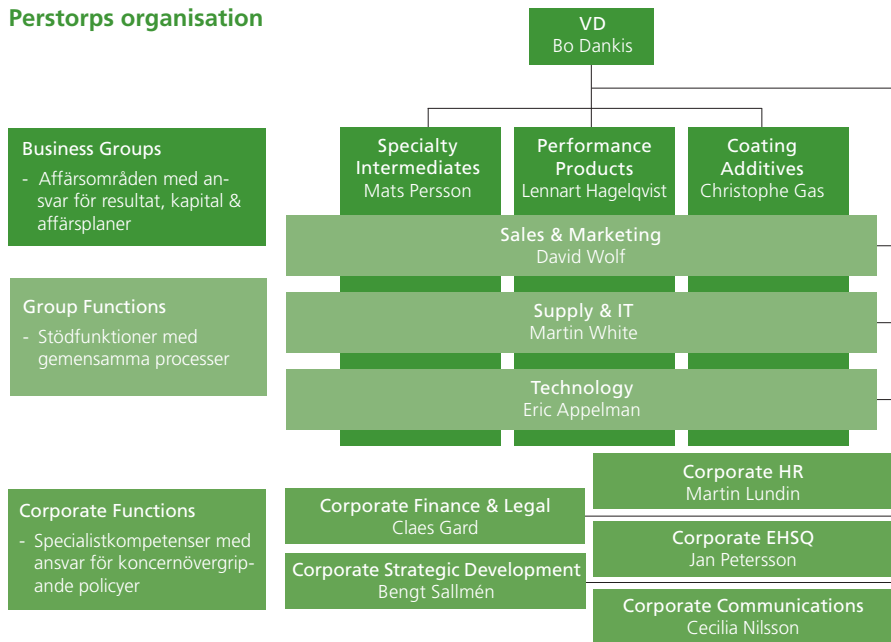 Perstorps organisation
VD
Bo Dankis
Business Groups
- Affärsområden med an-
svar för resultat, kapital &
affärsplaner
Specialty
Intermediates
Mats Persson
Performance
Products
Lennart Hagelqvist
Coating
Additives
Christophe Gas
Sales & Marketing
David Wolf
Group Functions
- Stödfunktioner med
gemensamma processer
Supply & IT
Martin White
Technology
Eric Appelman
Corporate Functions
- Specialistkompetenser med
ansvar för koncernövergrip-
ande policyer
Corporate Finance & Legal
Claes Gard
Corporate Strategic Development
Bengt Sallmén
Corporate HR
Martin Lundin
Corporate EHSQ
Jan Petersson
Corporate Communications
Cecilia Nilsson